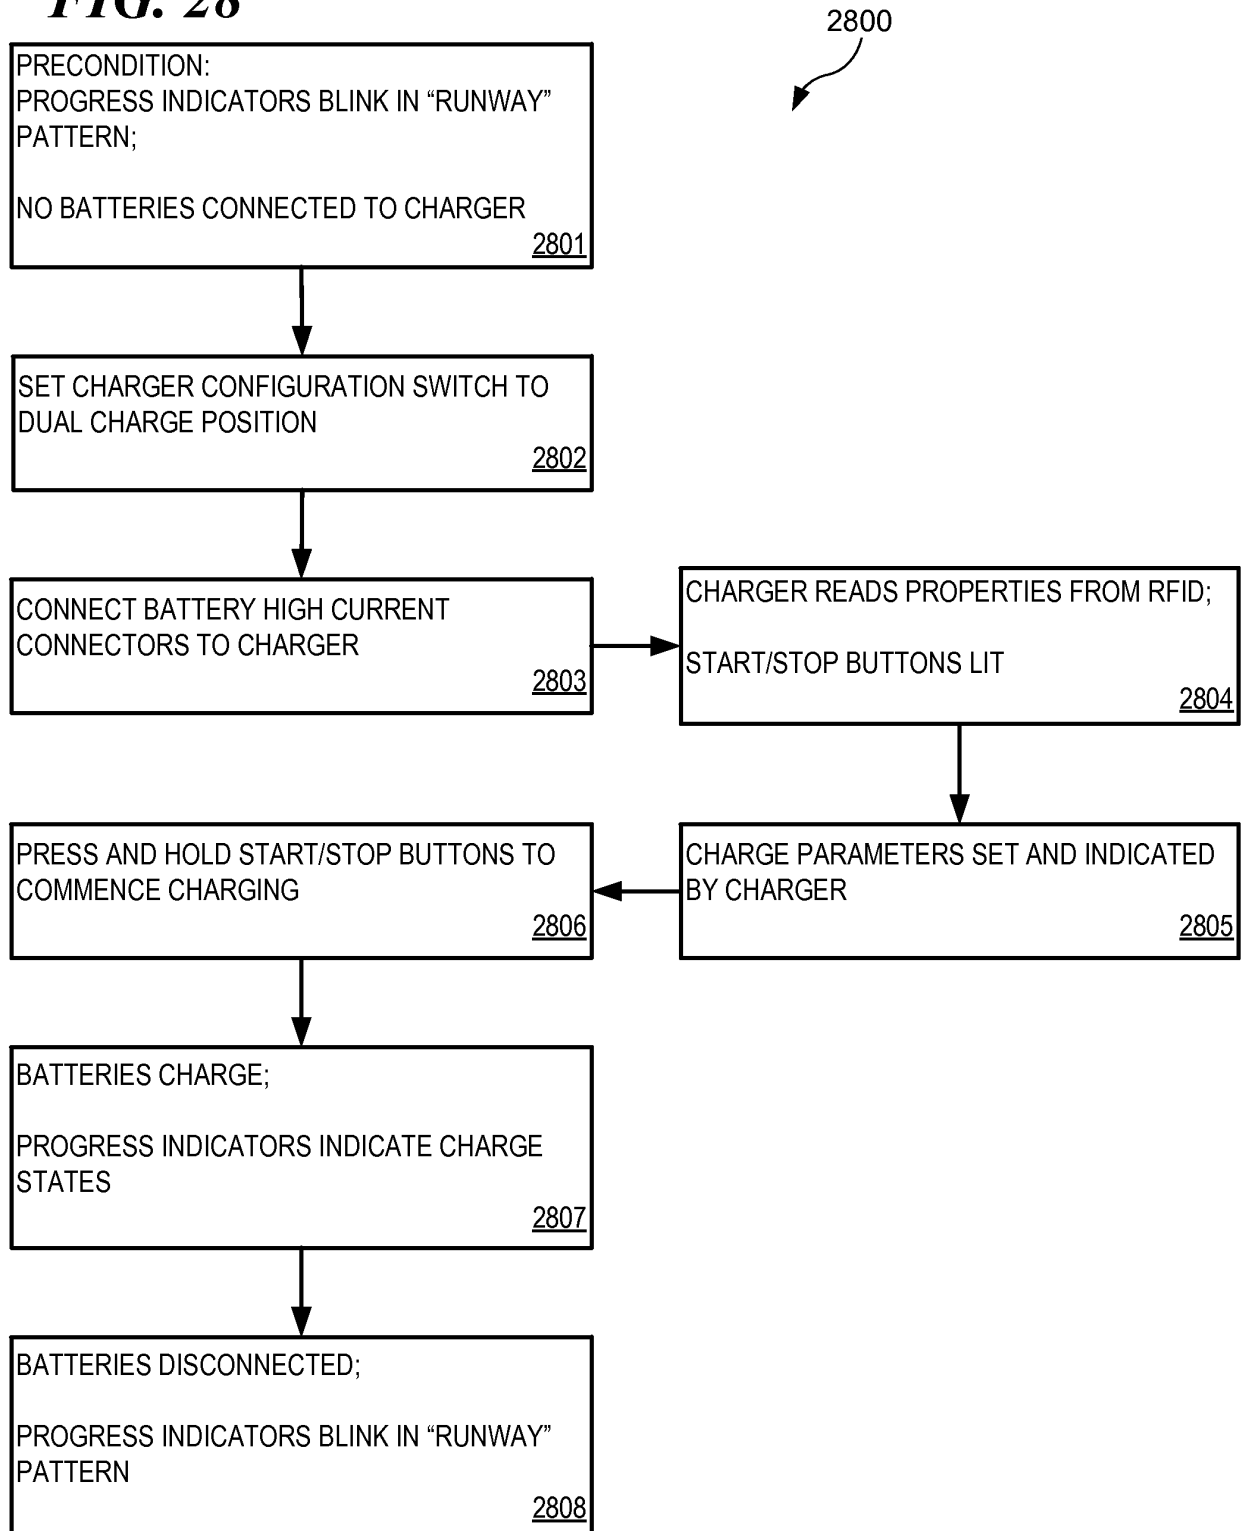 FIG. 28
2800
PRECONDITION:
PROGRESS INDICATORS BLINK IN “RUNWAY”
PATTERN;
NO BATTERIES CONNECTED TO CHARGER
2801
SET CHARGER CONFIGURATION SWITCH TO
DUAL CHARGE POSITION
2802
CONNECT BATTERY HIGH CURRENT
CONNECTORS TO CHARGER
2803
CHARGER READS PROPERTIES FROM RFID;
START/STOP BUTTONS LIT
2804
CHARGE PARAMETERS SET AND INDICATED
BY CHARGER
2805
PRESS AND HOLD START/STOP BUTTONS TO
COMMENCE CHARGING
2806
BATTERIES CHARGE;
PROGRESS INDICATORS INDICATE CHARGE
STATES
2807
BATTERIES DISCONNECTED;
PROGRESS INDICATORS BLINK IN “RUNWAY”
PATTERN
2808